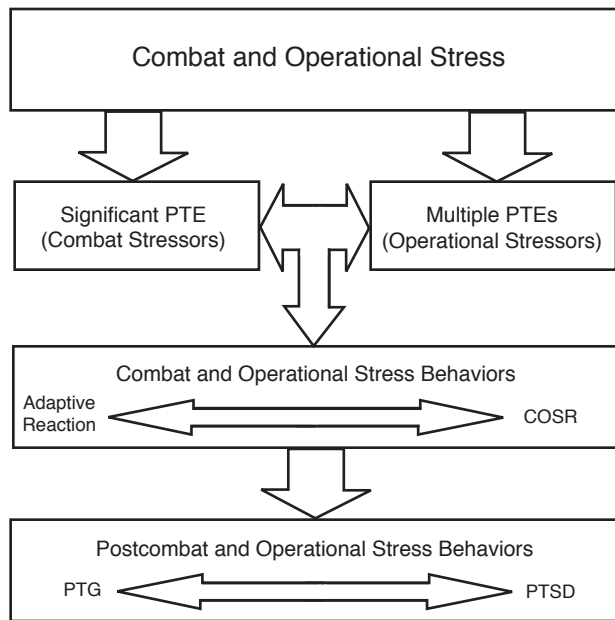 Combat and Operational Stress
Significant PTE
(Combat Stressors)
Multiple PTEs
(Operational Stressors)
Combat and Operational Stress Behaviors
Adaptive
Reaction
COSR
Postcombat and Operational Stress Behaviors
PTG
PTSD